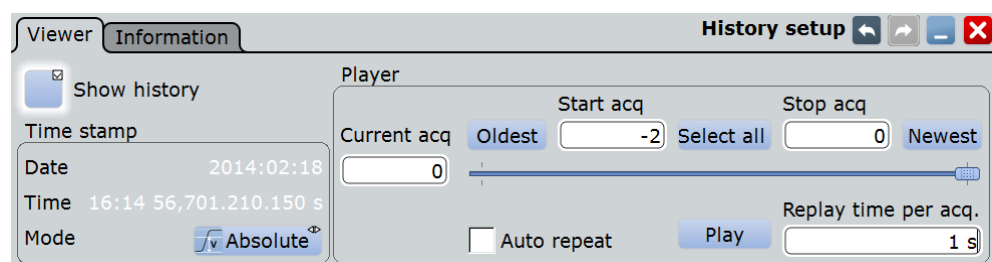 Viewer Information History setup
Show history Player
Start acq Stop acq
Time stamp Current acq Oldest -2 Select all 0 Newest
Date 2014:02:18 0
Time 16:14 56,701.210.150 s
Replay time per acq.
Mode Absolute Auto repeat Play 1 s